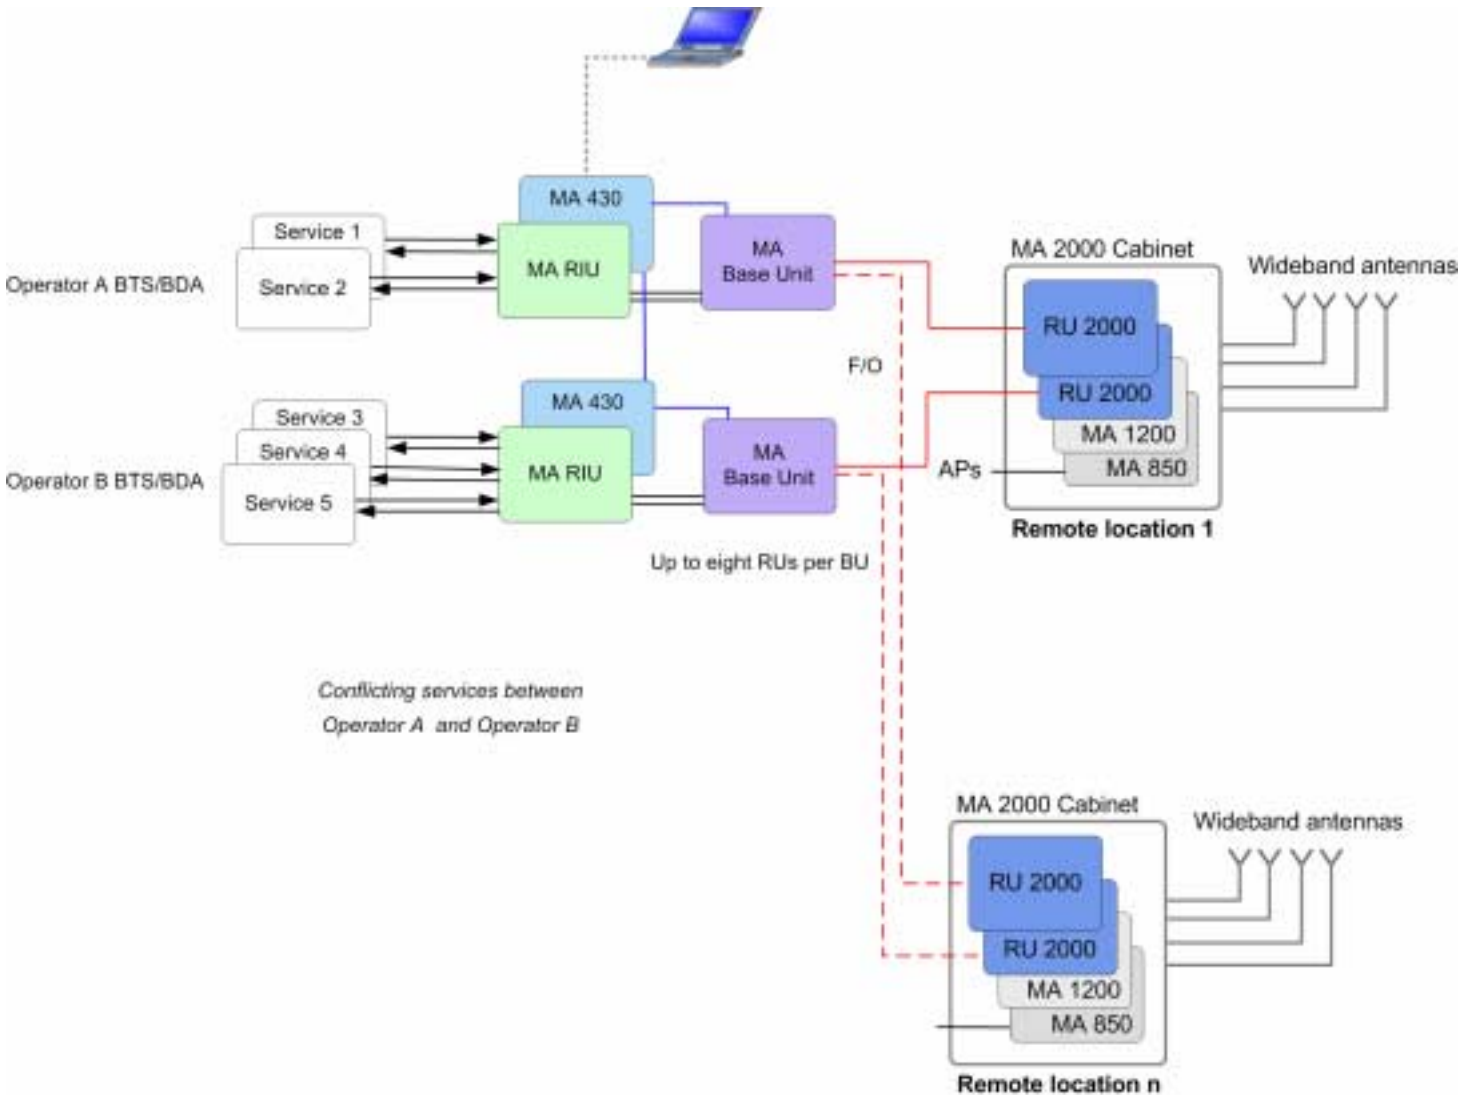 MA 430
Service 1
MA RIU
MA
Base Unit
Operator A BTS/BDA
Service 2
MA 2000 Cabinet
Wideband antennas
RU 2000
RU 2000
MA 1200
APs
MA 850
Remote location 1
F/O
MA 430
Service 3
Service 4
MA RIU
MA
Base Unit
Operator B BTS/BDA
Service 5
Up to eight RUs per BU
Conflicting services between
Operator A and Operator B
MA 2000 Cabinet
Wideband antennas
RU 2000
RU 2000
MA 1200
MA 850
Remote location n